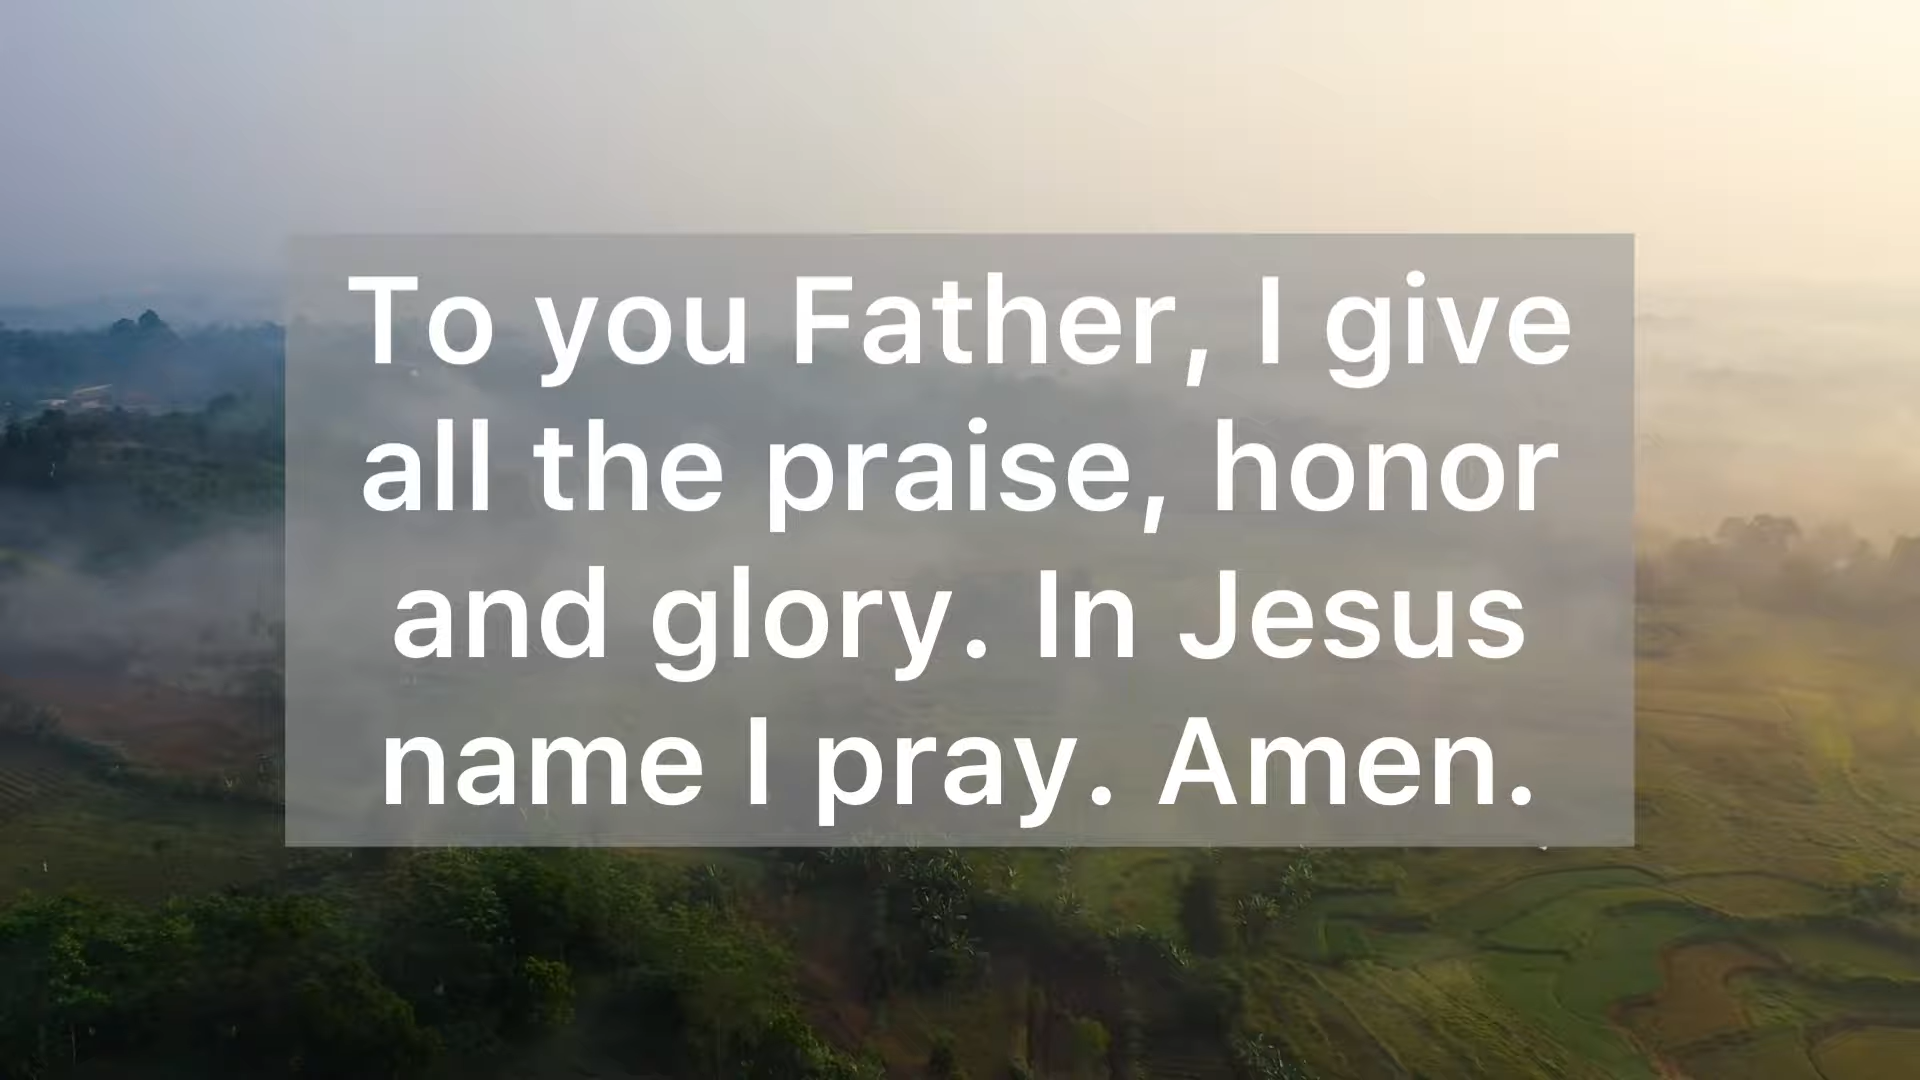 To you Father, I give
all the praise, honor
and glory. In Jesus
name I pray. Amen.